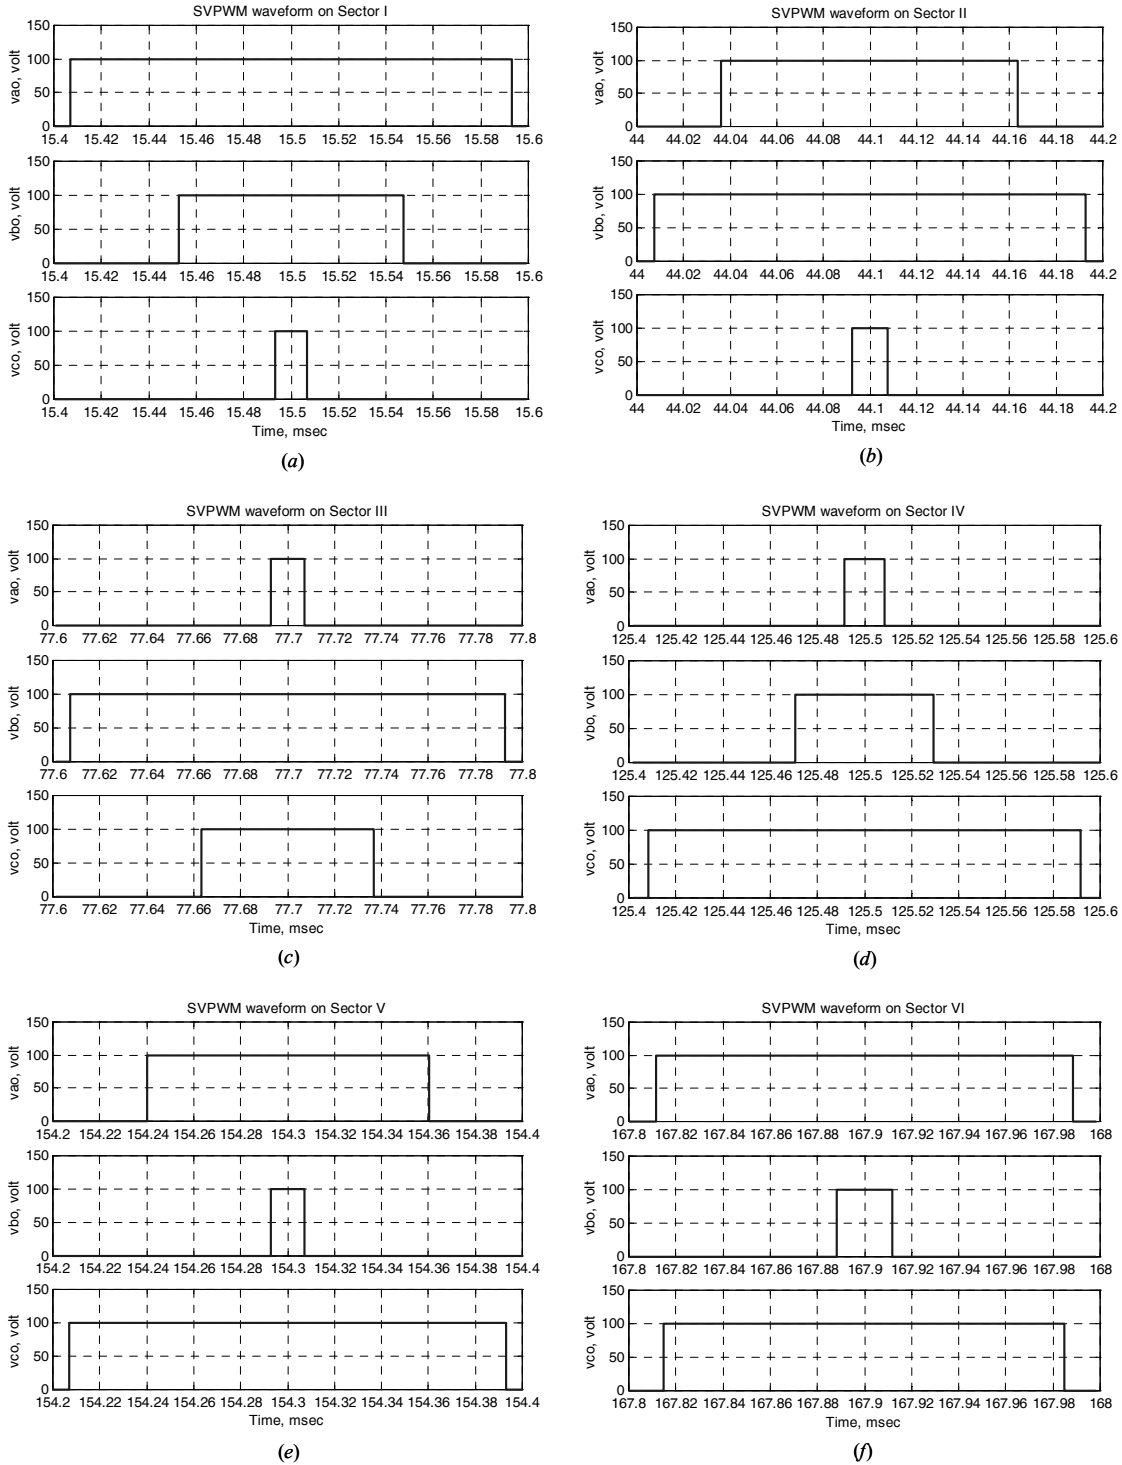 SVPWM waveform on Sector I
150
100
50
0
vao, volt
15.4 15.42 15.44 15.46 15.48 15.5 15.52 15.54 15.56 15.58 15.6
150
100
50
0
vbo, volt
15.4 15.42 15.44 15.46 15.48 15.5 15.52 15.54 15.56 15.58 15.6
150
100
50
0
vco, volt
15.4 15.42 15.44 15.46 15.48 15.5 15.52 15.54 15.56 15.58 15.6
Time, msec
(a)
SVPWM waveform on Sector II
150
100
50
0
vao, volt
44 44.02 44.04 44.06 44.08 44.1 44.12 44.14 44.16 44.18 44.2
150
100
50
0
vbo, volt
44 44.02 44.04 44.06 44.08 44.1 44.12 44.14 44.16 44.18 44.2
150
100
50
0
vco, volt
44 44.02 44.04 44.06 44.08 44.1 44.12 44.14 44.16 44.18 44.2
Time, msec
(b)
SVPWM waveform on Sector III
150
100
50
0
vao, volt
77.6 77.62 77.64 77.66 77.68 77.7 77.72 77.74 77.76 77.78 77.8
150
100
50
0
vbo, volt
77.6 77.62 77.64 77.66 77.68 77.7 77.72 77.74 77.76 77.78 77.8
150
100
50
0
vco, volt
77.6 77.62 77.64 77.66 77.68 77.7 77.72 77.74 77.76 77.78 77.8
Time, msec
(c)
SVPWM waveform on Sector IV
150
100
50
0
vao, volt
125.4 125.42 125.44 125.46 125.48 125.5 125.52 125.54 125.56 125.58 125.6
150
100
50
0
vbo, volt
125.4 125.42 125.44 125.46 125.48 125.5 125.52 125.54 125.56 125.58 125.6
150
100
50
0
vco, volt
125.4 125.42 125.44 125.46 125.48 125.5 125.52 125.54 125.56 125.58 125.6
Time, msec
(d)
SVPWM waveform on Sector V
150
100
50
0
vao, volt
154.2 154.22 154.24 154.26 154.28 154.3 154.32 154.34 154.36 154.38 154.4
150
100
50
0
vbo, volt
154.2 154.22 154.24 154.26 154.28 154.3 154.32 154.34 154.36 154.38 154.4
150
100
50
0
vco, volt
154.2 154.22 154.24 154.26 154.28 154.3 154.32 154.34 154.36 154.38 154.4
Time, msec
(e)
SVPWM waveform on Sector VI
150
100
50
0
vao, volt
167.8 167.82 167.84 167.86 167.88 167.9 167.92 167.94 167.96 167.98 168
150
100
50
0
vbo, volt
167.8 167.82 167.84 167.86 167.88 167.9 167.92 167.94 167.96 167.98 168
150
100
50
0
vco, volt
167.8 167.82 167.84 167.86 167.88 167.9 167.92 167.94 167.96 167.98 168
Time, msec
(f)